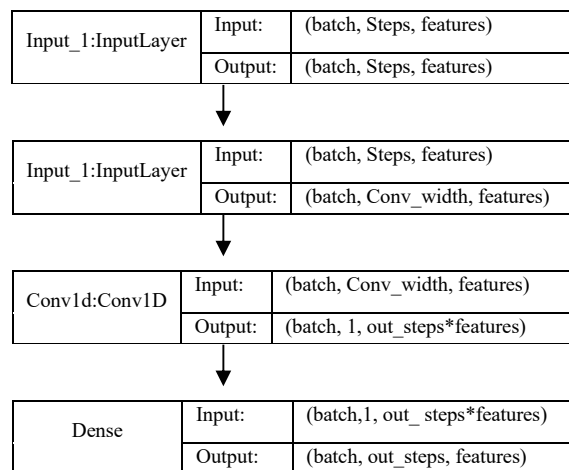 Input_1:InputLayer
Input: (batch, Steps, features)
Output: (batch, Steps, features)
Input_1:InputLayer
Input: (batch, Steps, features)
Output: (batch, Conv_width, features)
Conv1d:Conv1D
Input: (batch, Conv_width, features)
Output: (batch, 1, out_steps*features)
Dense
Input: (batch,1, out_ steps*features)
Output: (batch, out_steps, features)